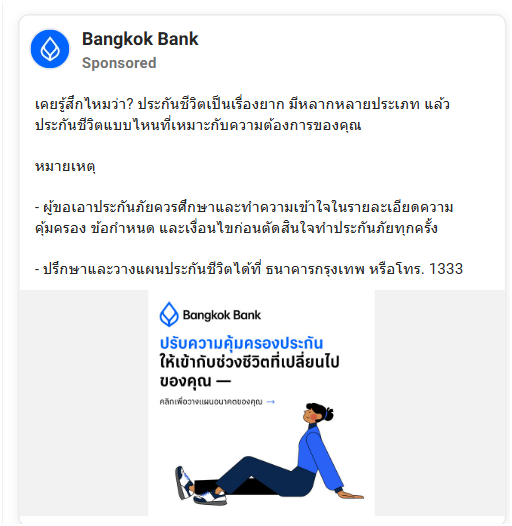 Bangkok Bank
Sponsored
เคยรู้สึกไหมว่า? ประกันชีวิตเป็นเรื่องยาก มีหลากหลายประเภท แล้ว
ประกันชีวิตแบบไหนที่เหมาะกับความต้องการของคุณ
หมายเหตุ
- ผู้ขอเอาประกันภัยควรศึกษาและทำความเข้าใจในรายละเอียดความ
คุ้มครอง ข้อกำหนด และเงื่อนไขก่อนตัดสินใจทำประกันภัยทุกครั้ง
- ปรึกษาและวางแผนประกันชีวิตได้ที่ ธนาคารกรุงเทพ หรือโทร. 1333
Bangkok Bank
ปรับความคุ้มครองประกัน
ให้เข้ากับช่วงชีวิตที่เปลี่ยนไป
ของคุณ —
คลิกเพื่อวางแผนอนาคตของคุณ →